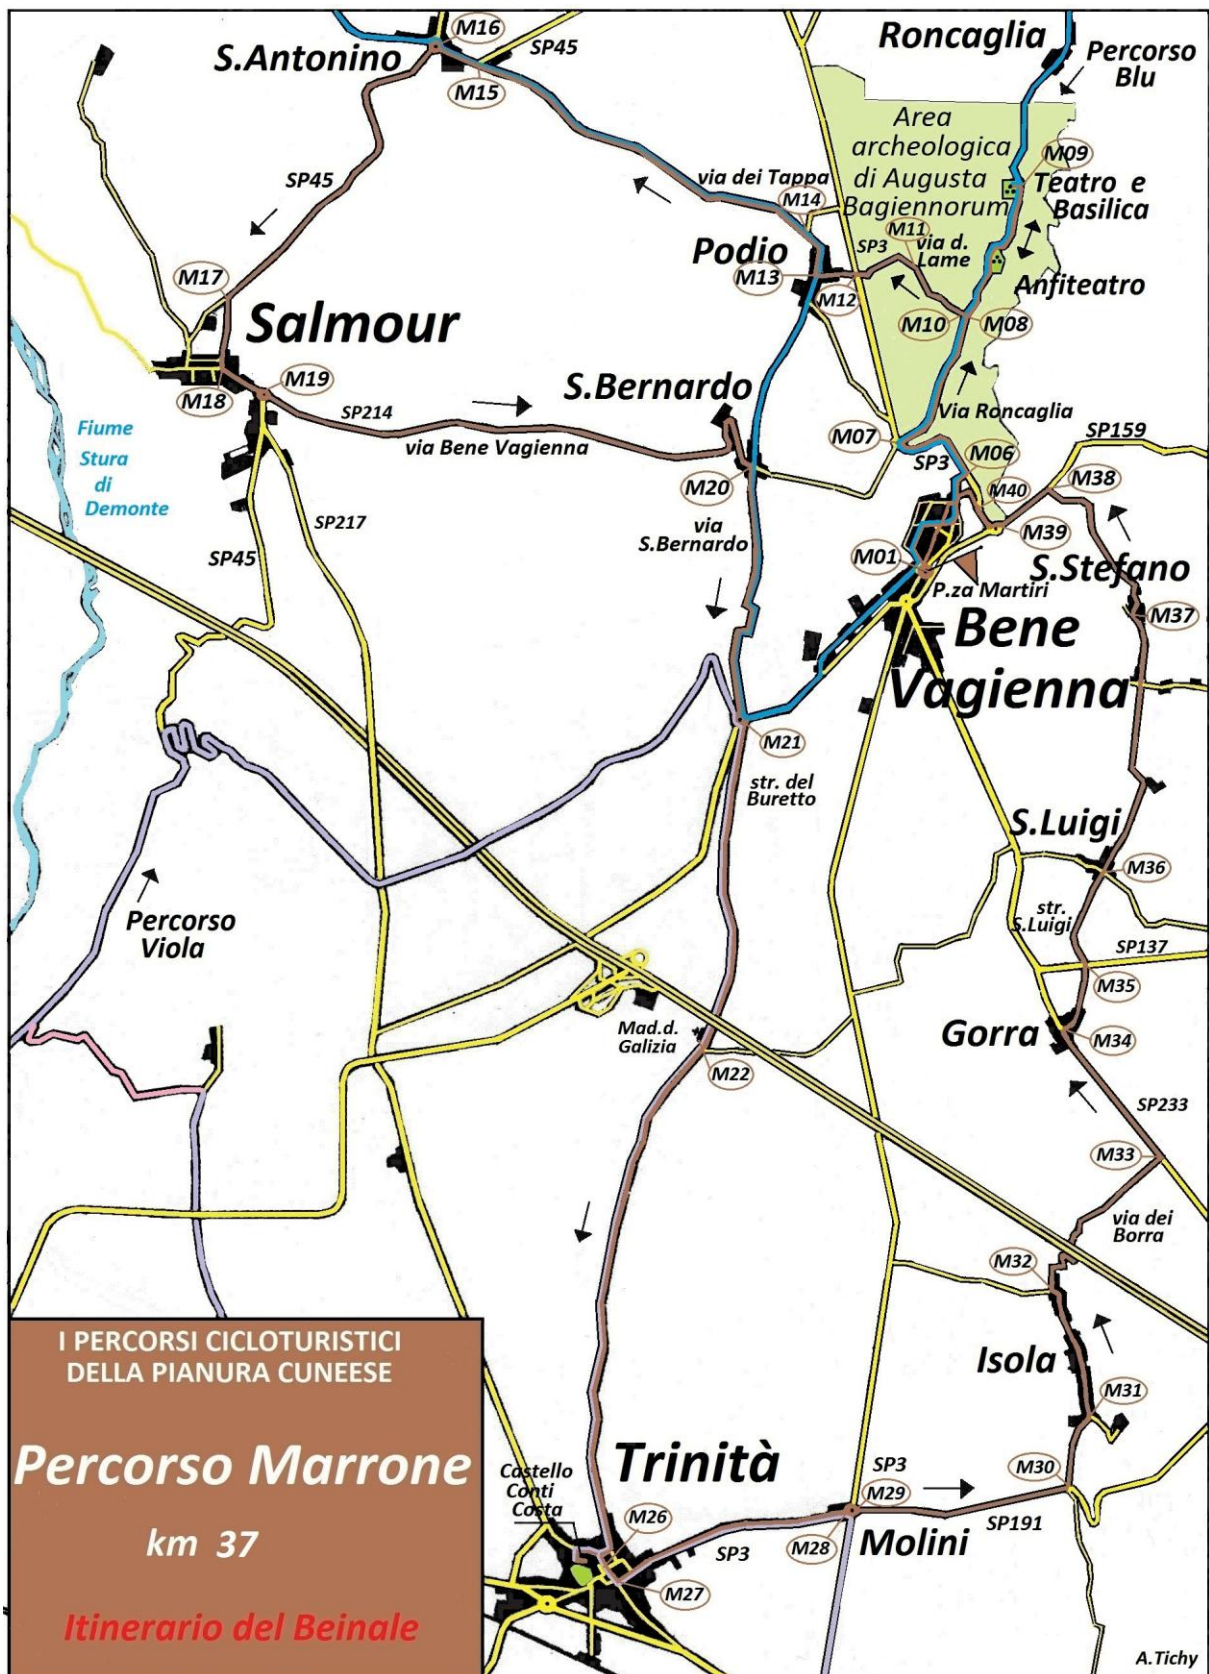 M16
Roncaglia
SP45
S.Antonino
Percorso
Blu
M15
Area
archeologica
di Augusta
Bagiennorum
M09
SP45
via dei Tappa
Teatro e
Basilica
M14
M11
Podio
SP3
via d.
Lame
M17
M13
M12
Anfiteatro
Salmour
M10
M08
M19
S.Bernardo
M18
SP214
Via Roncaglia
Fiume
Stura
di
Demonte
via Bene Vagienna
M07
SP159
SP3
M06
M20
M40
M38
SP217
via
S.Bernardo
M39
SP45
M01
S.Stefano
P.za Martiri
M37
Bene
Vagienna
M21
str. del
Buretto
S.Luigi
M36
Percorso
Viola
str.
S.Luigi
SP137
M35
Mad.d.
Galizia
Gorra
M34
M22
SP233
M33
via dei
Borra
M32
I PERCORSI CICLOTURISTICI
DELLA PIANURA CUNEESE
Isola
M31
Percorso Marrone
Trinità
Castello
Conti
Costa
SP3
M30
M29
M26
SP191
km 37
SP3
M28
Molini
M27
Itinerario del Beinale
A.Tichy